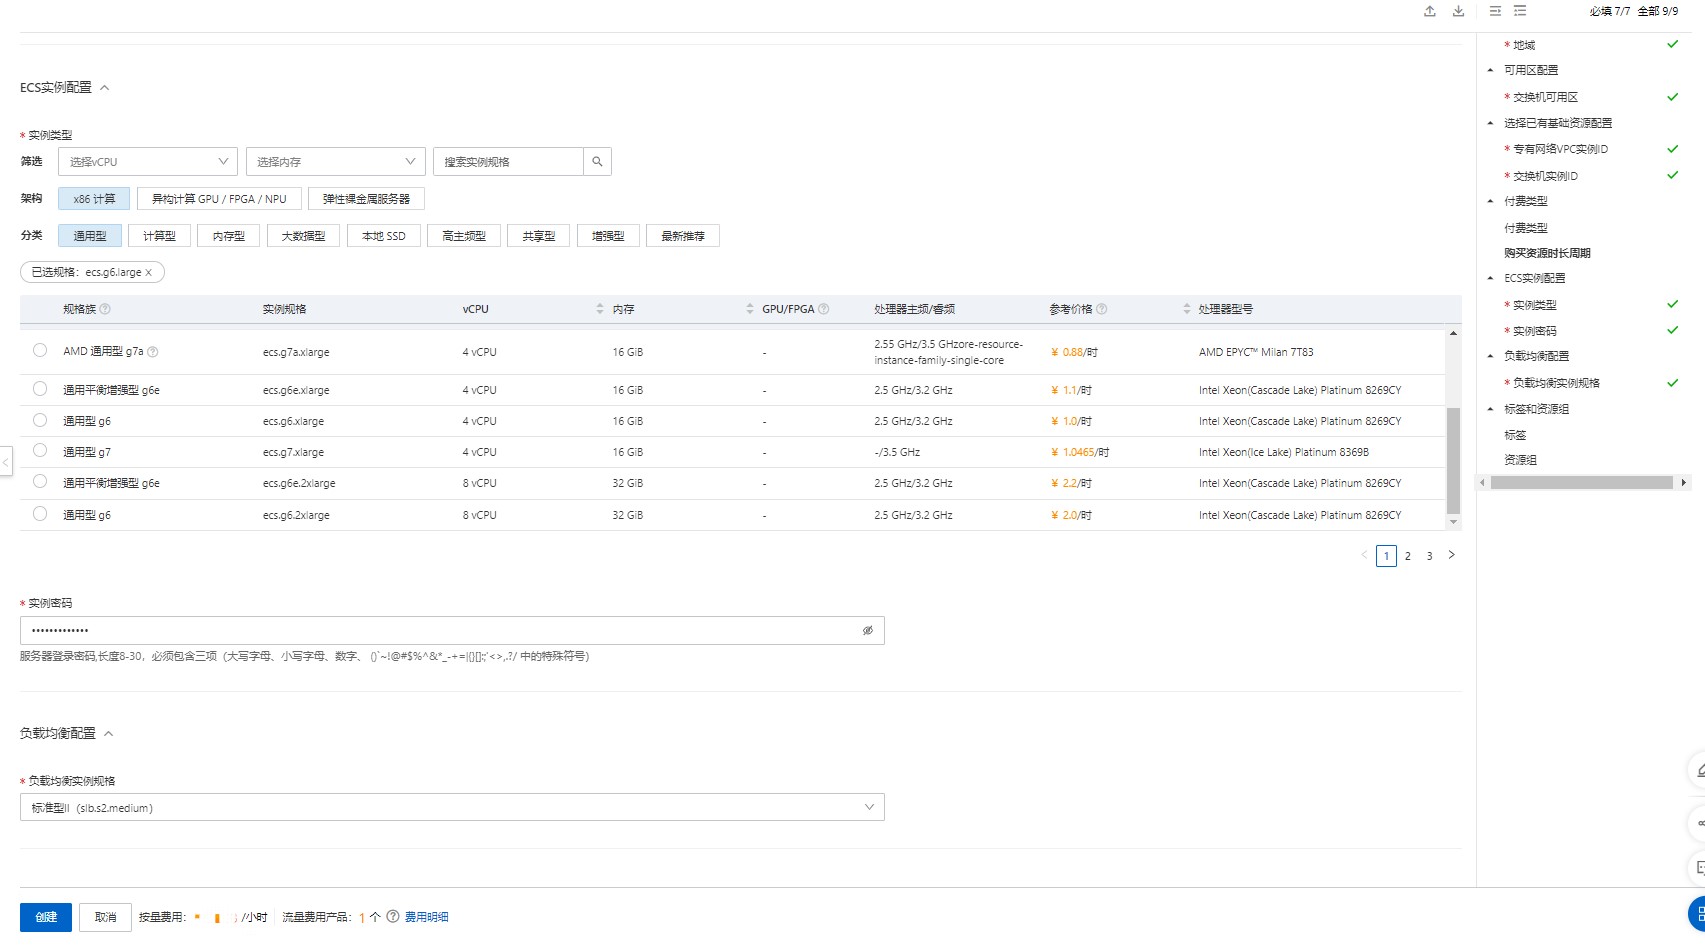 必填 7/7 全部 9/9
* 地域
可用区配置
* 交换机可用区
选择已有基础资源配置
* 专有网络VPC实例ID
* 交换机实例ID
付费类型
付费类型
购买资源时长周期
ECS实例配置
* 实例类型
* 实例密码
负载均衡配置
* 负载均衡实例规格
标签和资源组
标签
资源组
ECS实例配置
* 实例类型
筛选 选择vCPU 选择内存 搜索实例规格
架构 x86 计算 异构计算 GPU / FPGA / NPU 弹性裸金属服务器
分类 通用型 计算型 内存型 大数据型 本地 SSD 高主频型 共享型 增强型 最新推荐
已选规格：ecs.g6.large ×
规格族 实例规格 vCPU 内存 GPU/FPGA 处理器主频/睿频 参考价格 处理器型号
AMD 通用型 g7a ecs.g7a.xlarge 4 vCPU 16 GiB - 2.55 GHz/3.5 GHzore-resource-instance-family-single-core ¥ 0.88/时 AMD EPYC™ Milan 7T83
通用平衡增强型 g6e ecs.g6e.xlarge 4 vCPU 16 GiB - 2.5 GHz/3.2 GHz ¥ 1.1/时 Intel Xeon(Cascade Lake) Platinum 8269CY
通用型 g6 ecs.g6.xlarge 4 vCPU 16 GiB - 2.5 GHz/3.2 GHz ¥ 1.0/时 Intel Xeon(Cascade Lake) Platinum 8269CY
通用型 g7 ecs.g7.xlarge 4 vCPU 16 GiB - -/3.5 GHz ¥ 1.0465/时 Intel Xeon(Ice Lake) Platinum 8369B
通用平衡增强型 g6e ecs.g6e.2xlarge 8 vCPU 32 GiB - 2.5 GHz/3.2 GHz ¥ 2.2/时 Intel Xeon(Cascade Lake) Platinum 8269CY
通用型 g6 ecs.g6.2xlarge 8 vCPU 32 GiB - 2.5 GHz/3.2 GHz ¥ 2.0/时 Intel Xeon(Cascade Lake) Platinum 8269CY
1 2 3
* 实例密码
•••••••••••••
服务器登录密码,长度8-30，必须包含三项（大写字母、小写字母、数字、 ()`~!@#$%^&*_-+=|{}[]:;'<>,.?/ 中的特殊符号）
负载均衡配置
* 负载均衡实例规格
标准型II（slb.s2.medium）
创建 取消 按量费用： /小时 流量费用产品：1 个 费用明细